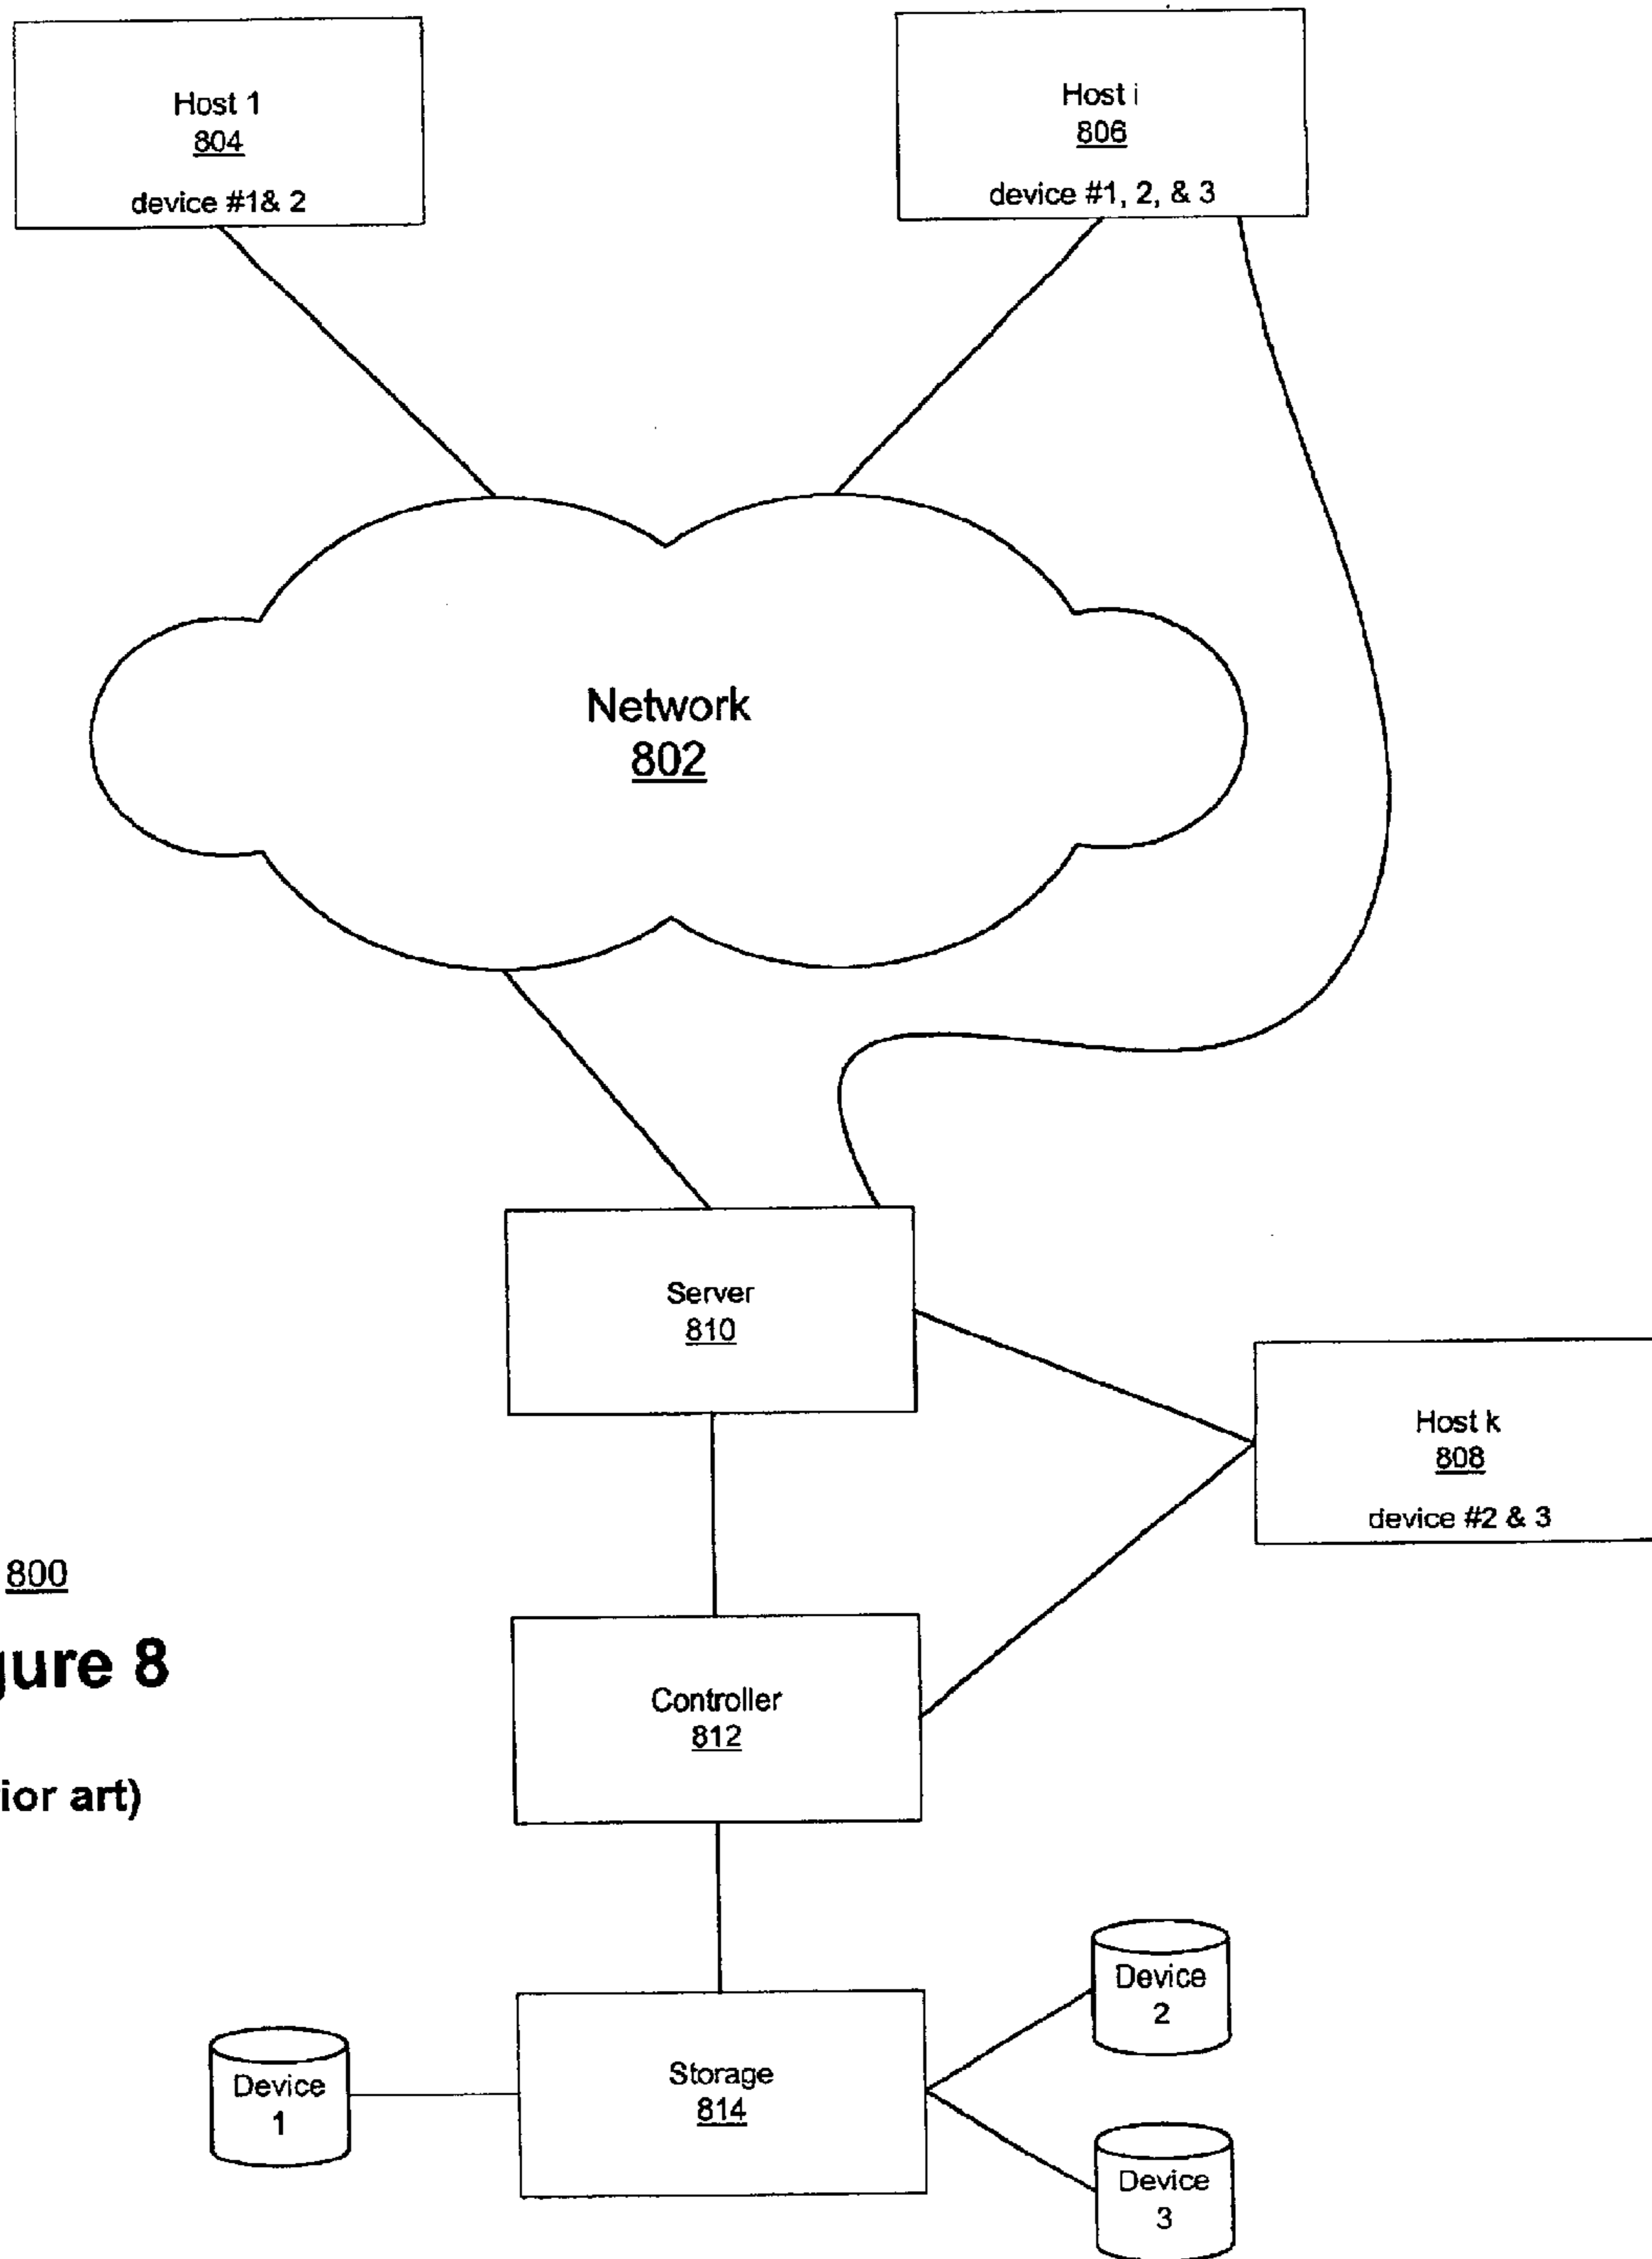 Host 1
804
device #1& 2
Host i
806
device #1, 2, & 3
Network
802
Server
810
Host k
808
device #2 & 3
800
gure 8
Controller
812
ior art)
Device
1
Storage
814
Device
2
Device
3